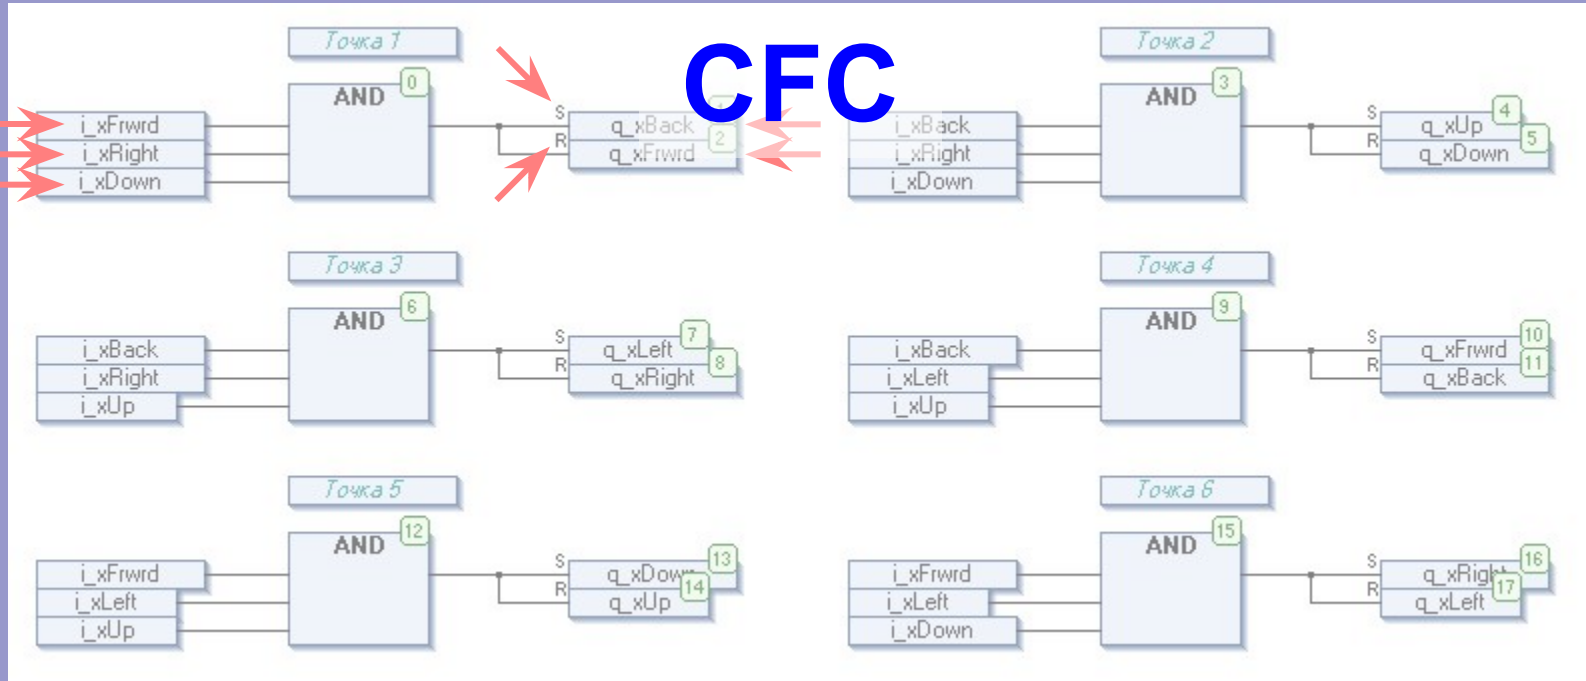 CFC
Точка 1
AND
0
i_xFrwrd
i_xRight
i_xDown
S
R
q_xBack
q_xFrwrd
1
2
Точка 2
AND
3
i_xBack
i_xRight
i_xDown
S
R
q_xUp
q_xDown
4
5
Точка 3
AND
6
i_xBack
i_xRight
i_xUp
S
R
q_xLeft
q_xRight
7
8
Точка 4
AND
9
i_xBack
i_xLeft
i_xUp
S
R
q_xFrwrd
q_xBack
10
11
Точка 5
AND
12
i_xFrwrd
i_xLeft
i_xUp
S
R
q_xDown
q_xUp
13
14
Точка 6
AND
15
i_xFrwrd
i_xLeft
i_xDown
S
R
q_xRight
q_xLeft
16
17